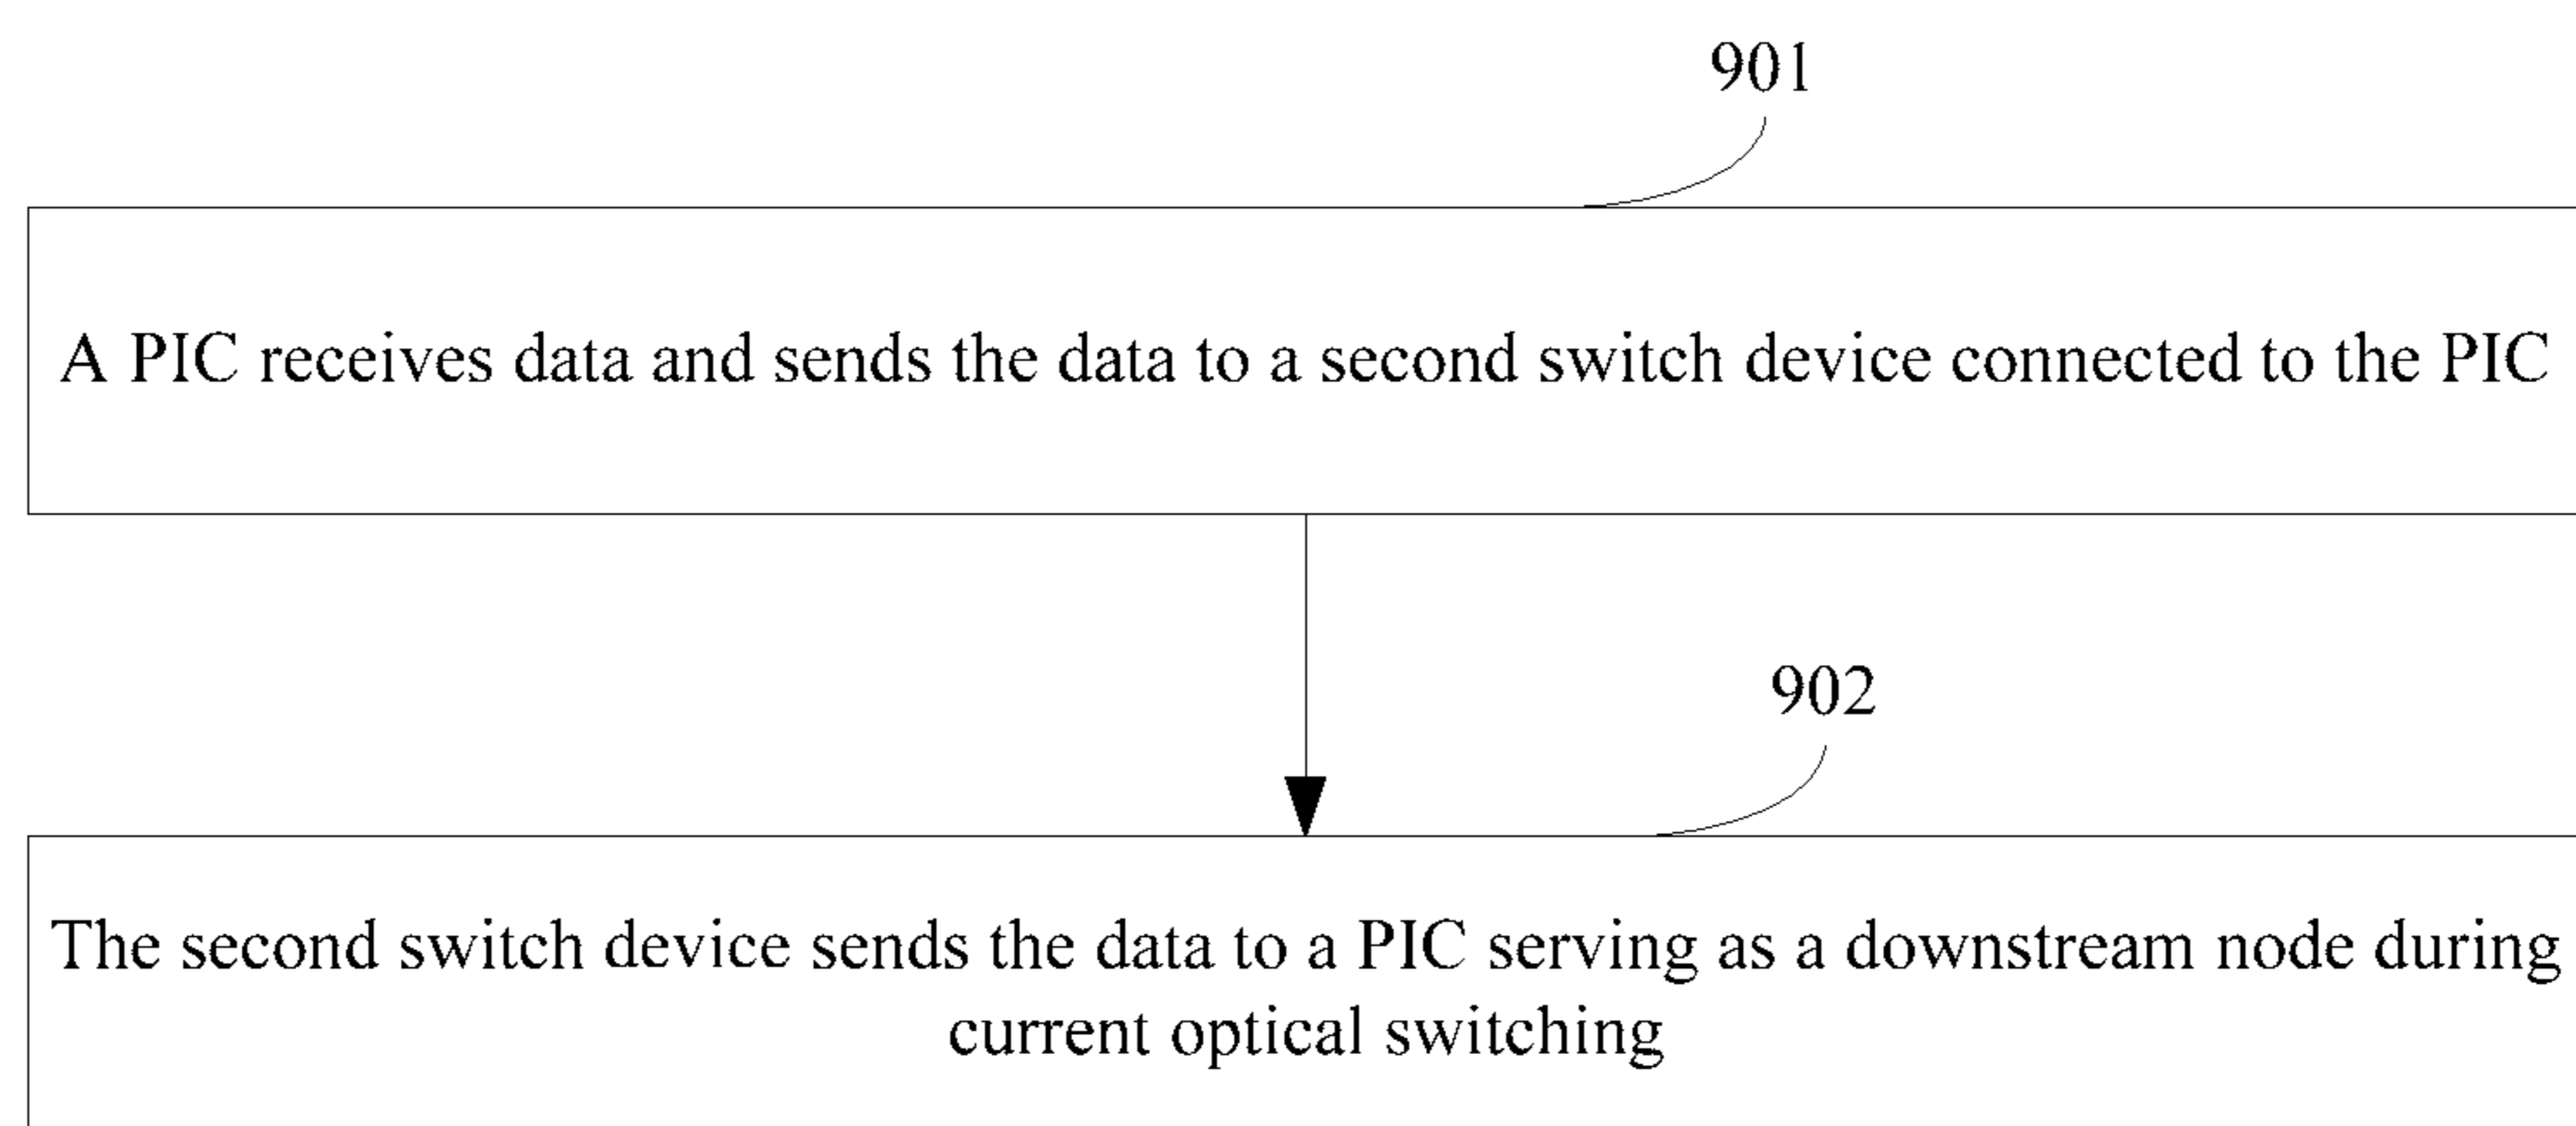 901
A PIC receives data and sends the data to a second switch device connected to the PIC
902
The second switch device sends the data to a PIC serving as a downstream node during
current optical switching